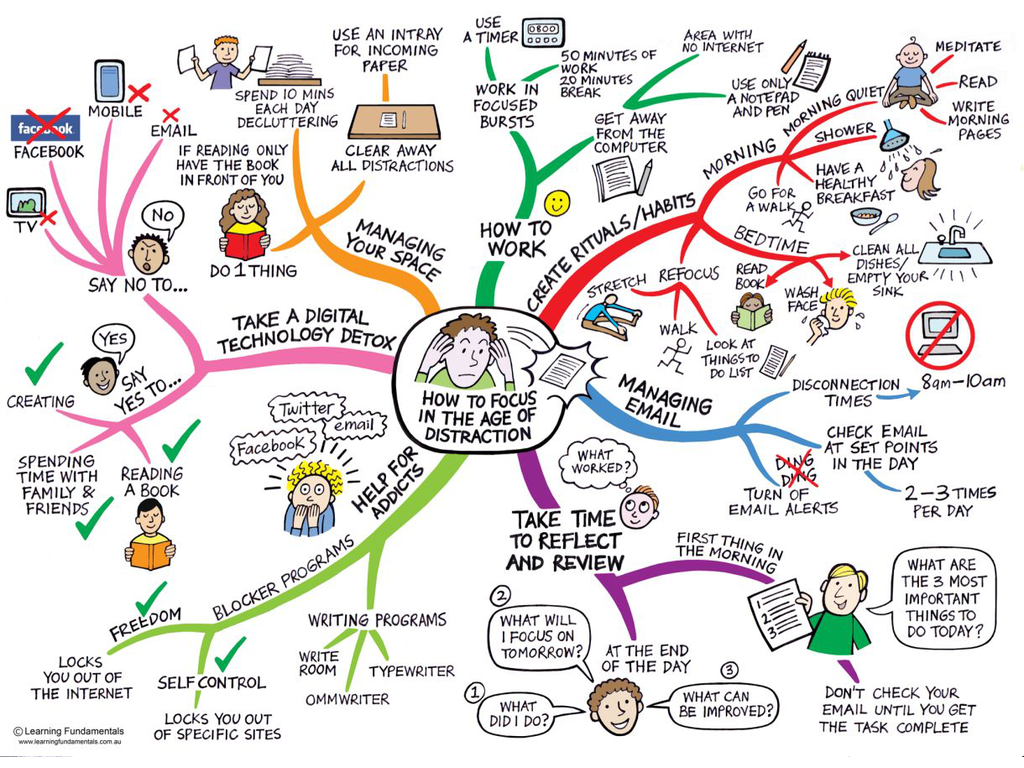 HOW TO FOCUS
IN THE AGE OF
DISTRACTION
HOW TO
WORK
WORK IN
FOCUSED
BURSTS
USE
A TIMER
50 MINUTES OF
WORK
20 MINUTES
BREAK
GET AWAY
FROM THE
COMPUTER
AREA WITH
NO INTERNET
USE ONLY
A NOTEPAD
AND PEN
CREATE RITUALS/HABITS
MORNING
MORNING QUIET
MEDITATE
READ
WRITE
MORNING
PAGES
SHOWER
HAVE A
HEALTHY
BREAKFAST
GO FOR
A WALK
BEDTIME
CLEAN ALL
DISHES/
EMPTY YOUR
SINK
WASH
FACE
READ
BOOK
REFOCUS
STRETCH
WALK
LOOK AT
THINGS TO
DO LIST
MANAGING
EMAIL
DISCONNECTION
TIMES
8am-10am
CHECK EMAIL
AT SET POINTS
IN THE DAY
2-3 TIMES
PER DAY
DING
DING
TURN OF
EMAIL ALERTS
TAKE TIME
TO REFLECT
AND REVIEW
WHAT
WORKED?
FIRST THING IN
THE MORNING
1
2
3
WHAT ARE
THE 3 MOST
IMPORTANT
THINGS TO
DO TODAY?
DON'T CHECK YOUR
EMAIL UNTIL YOU GET
THE TASK COMPLETE
AT THE END
OF THE DAY
1
WHAT
DID I DO?
2
WHAT WILL
I FOCUS ON
TOMORROW?
3
WHAT CAN
BE IMPROVED?
HELP FOR
ADDICTS
Twitter
email
Facebook
BLOCKER PROGRAMS
FREEDOM
LOCKS
YOU OUT
OF THE INTERNET
SELF CONTROL
LOCKS YOU OUT
OF SPECIFIC SITES
WRITING PROGRAMS
WRITE
ROOM
OMMWRITER
TYPEWRITER
TAKE A DIGITAL
TECHNOLOGY DETOX
SAY NO TO...
NO
TV
facebook
FACEBOOK
MOBILE
EMAIL
SAY
YES TO...
YES
CREATING
SPENDING
TIME WITH
FAMILY &
FRIENDS
READING
A BOOK
MANAGING
YOUR SPACE
SPEND 10 MINS
EACH DAY
DECLUTTERING
USE AN INTRAY
FOR INCOMING
PAPER
CLEAR AWAY
ALL DISTRACTIONS
IF READING ONLY
HAVE THE BOOK
IN FRONT OF YOU
DO 1 THING
© Learning Fundamentals
www.learningfundamentals.com.au